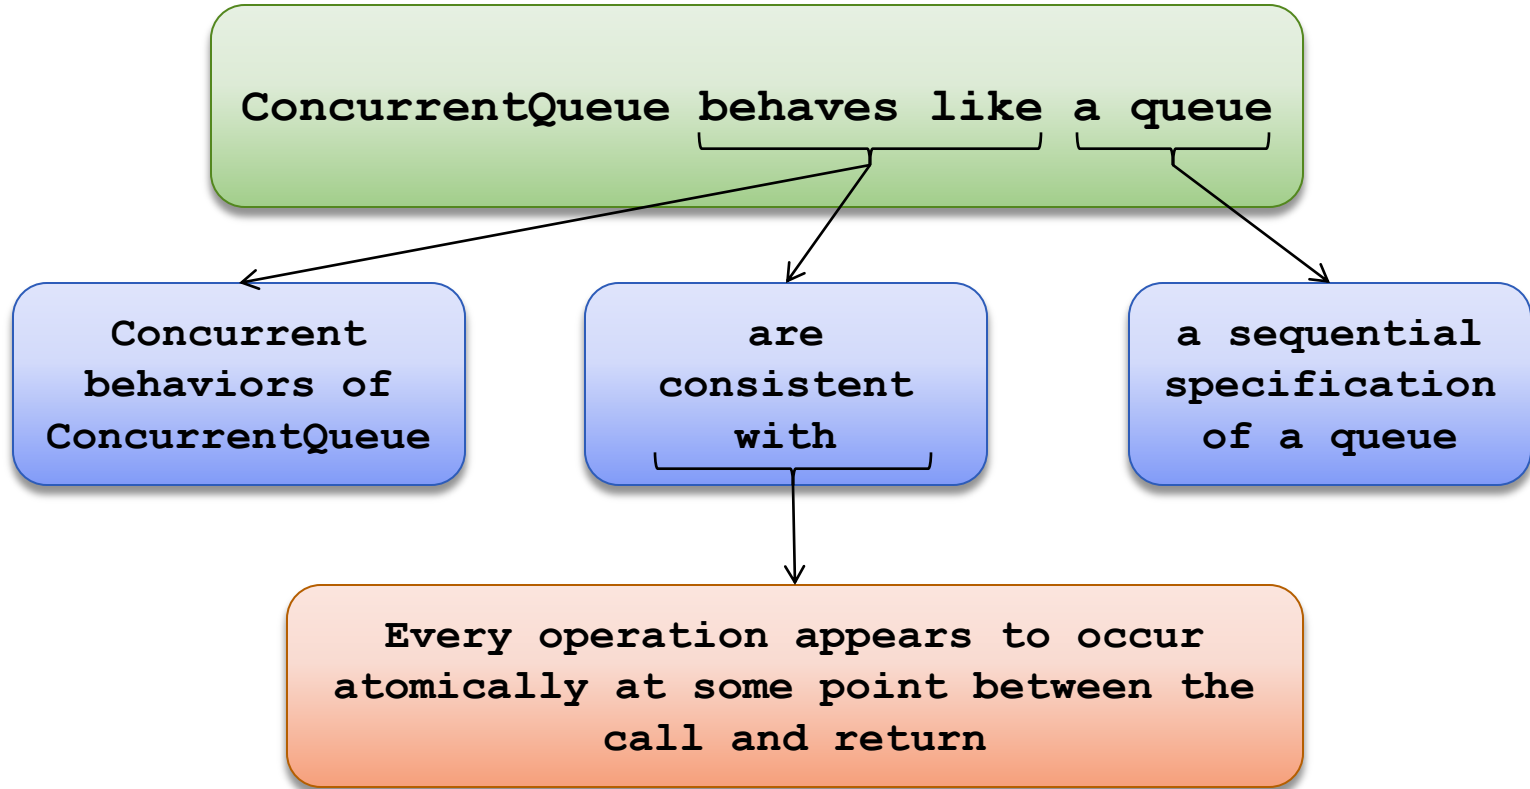 ConcurrentQueue behaves like a queue
Concurrent
behaviors of
ConcurrentQueue
are
consistent
with
a sequential
specification
of a queue
Every operation appears to occur
atomically at some point between the
call and return